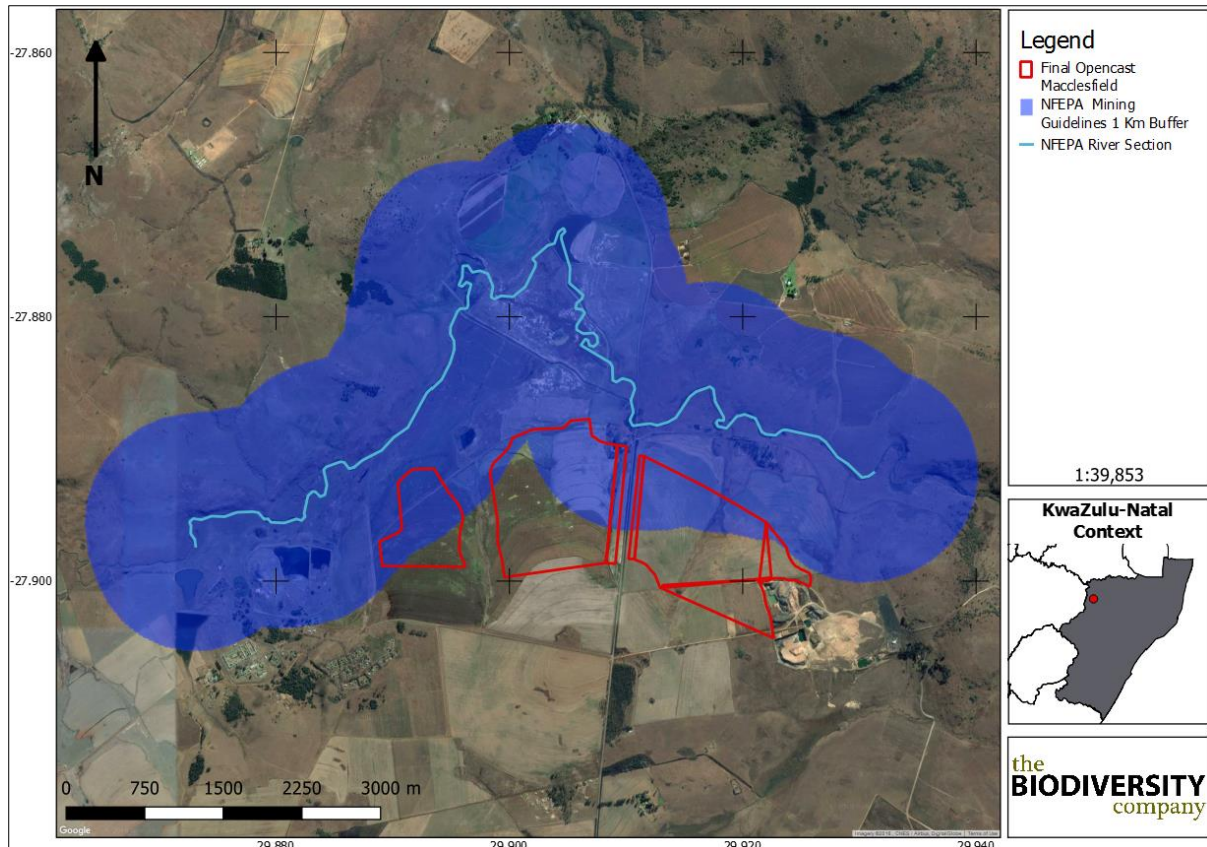 -27.860
-27.880
-27.900
N
0 750 1500 2250 3000 m
Google
29.880 29.900 29.920 29.940
Legend
Final Opencast
Macclesfield
NFEPA Mining
Guidelines 1 Km Buffer
NFEPA River Section
1:39,853
KwaZulu-Natal
Context
the
BIODIVERSITY
company